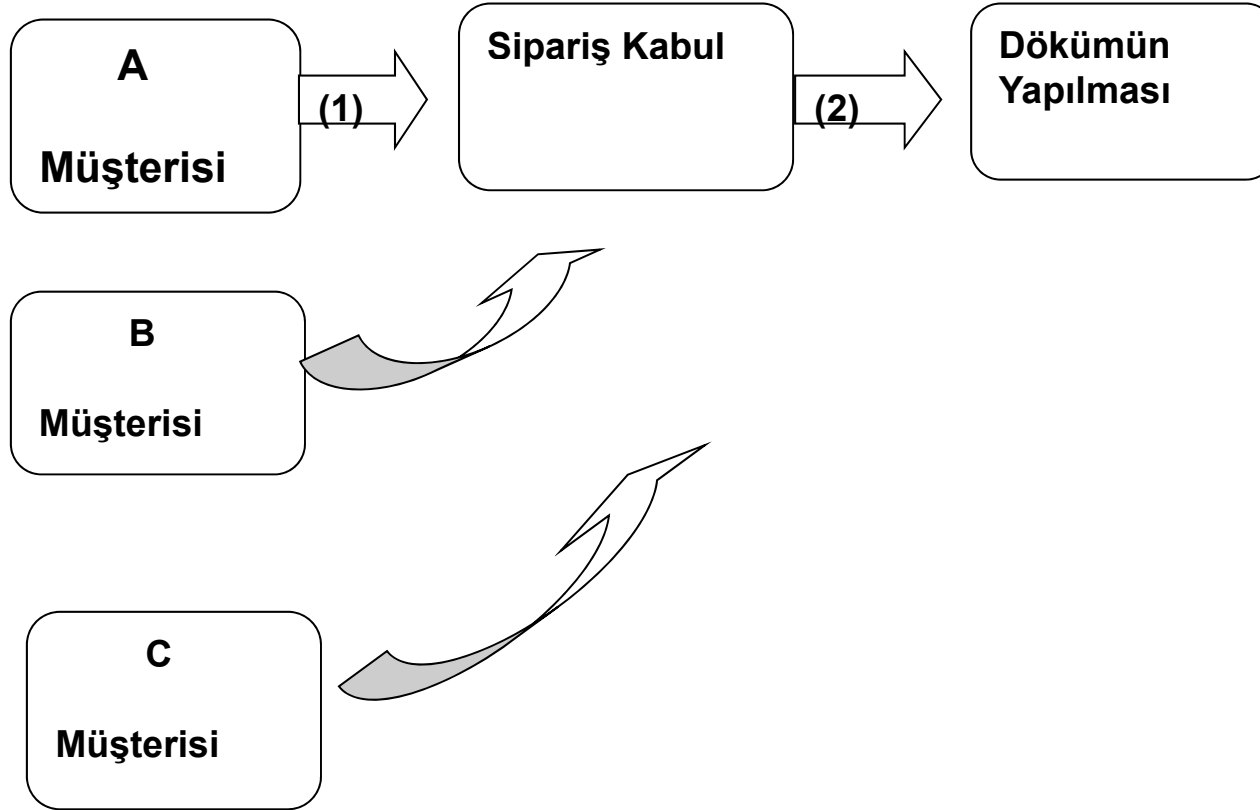 A
Müşterisi
(1)
Sipariş Kabul
(2)
Dökümün
Yapılması
B
Müşterisi
C
Müşterisi